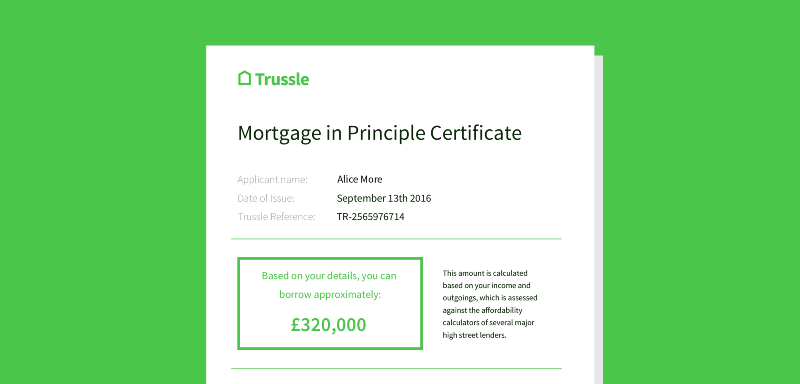 Trussle
Mortgage in Principle Certificate
Applicant name: Alice More
Date of Issue: September 13th 2016
Trussle Reference: TR-2565976714
Based on your details, you can
borrow approximately:
£320,000
This amount is calculated
based on your income and
outgoings, which is assessed
against the affordability
calculators of several major
high street lenders.